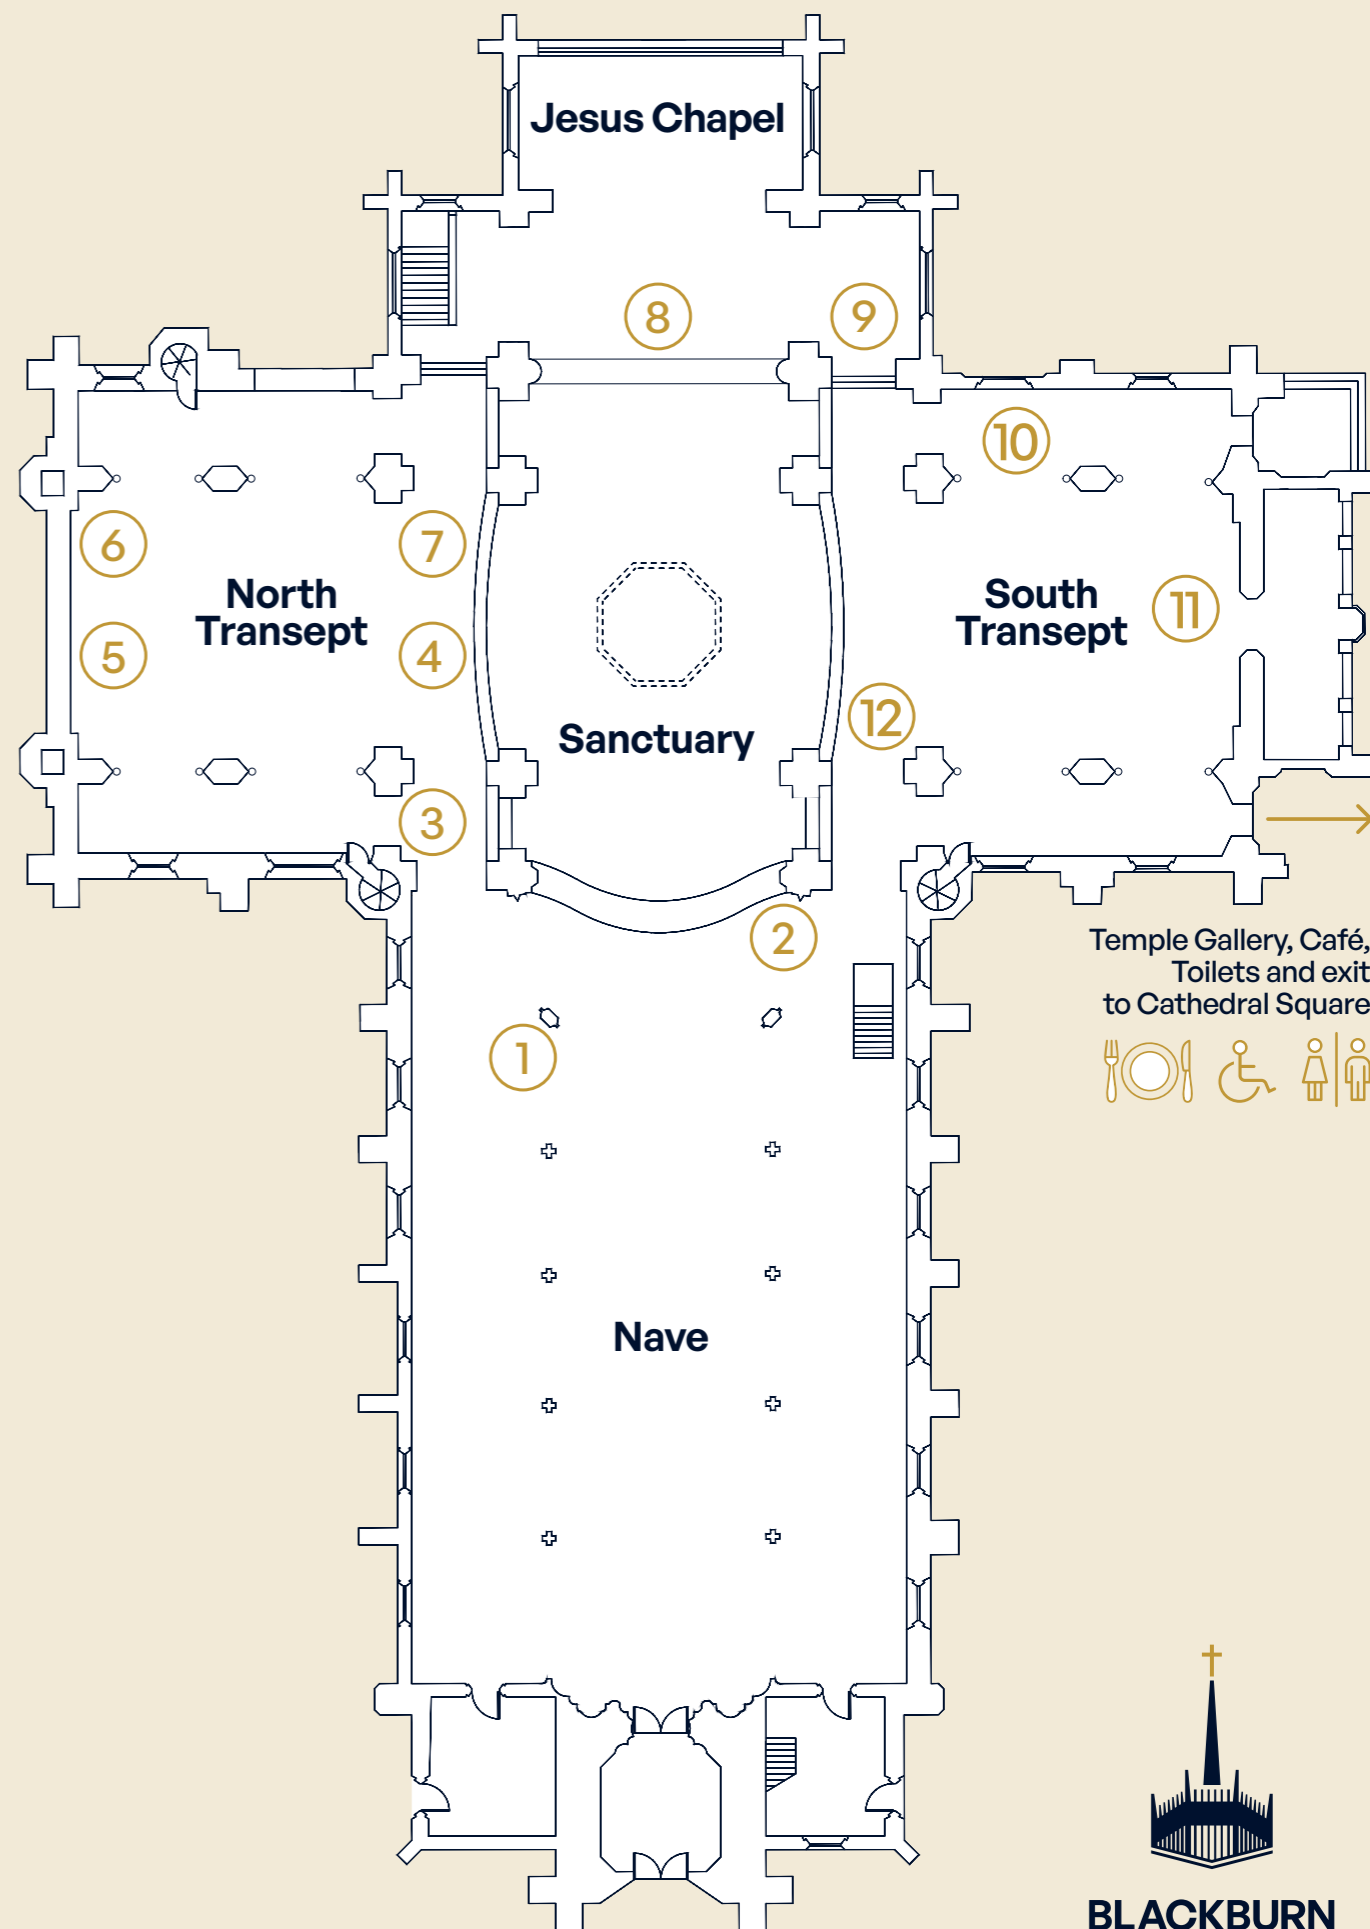 Jesus Chapel
8
9
10
6
7
North
Transept
South
Transept
11
5
4
12
Sanctuary
3
2
Temple Gallery, Café,
Toilets and exit
to Cathedral Square
1
Nave
BLACKBURN